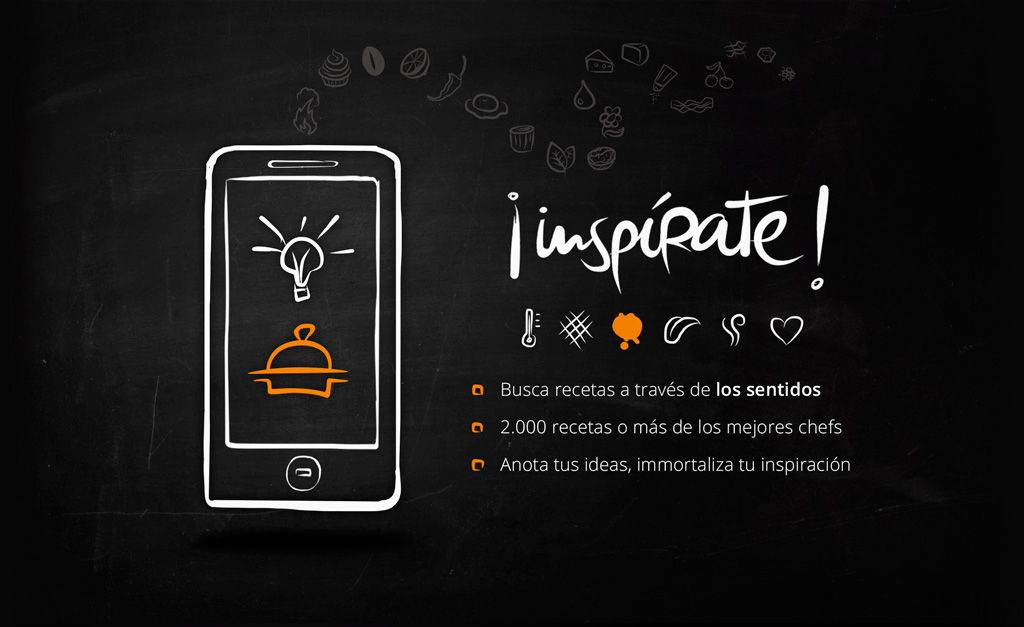 ¡inspírate!
Busca recetas a través de los sentidos
2.000 recetas o más de los mejores chefs
Anota tus ideas, immortaliza tu inspiración